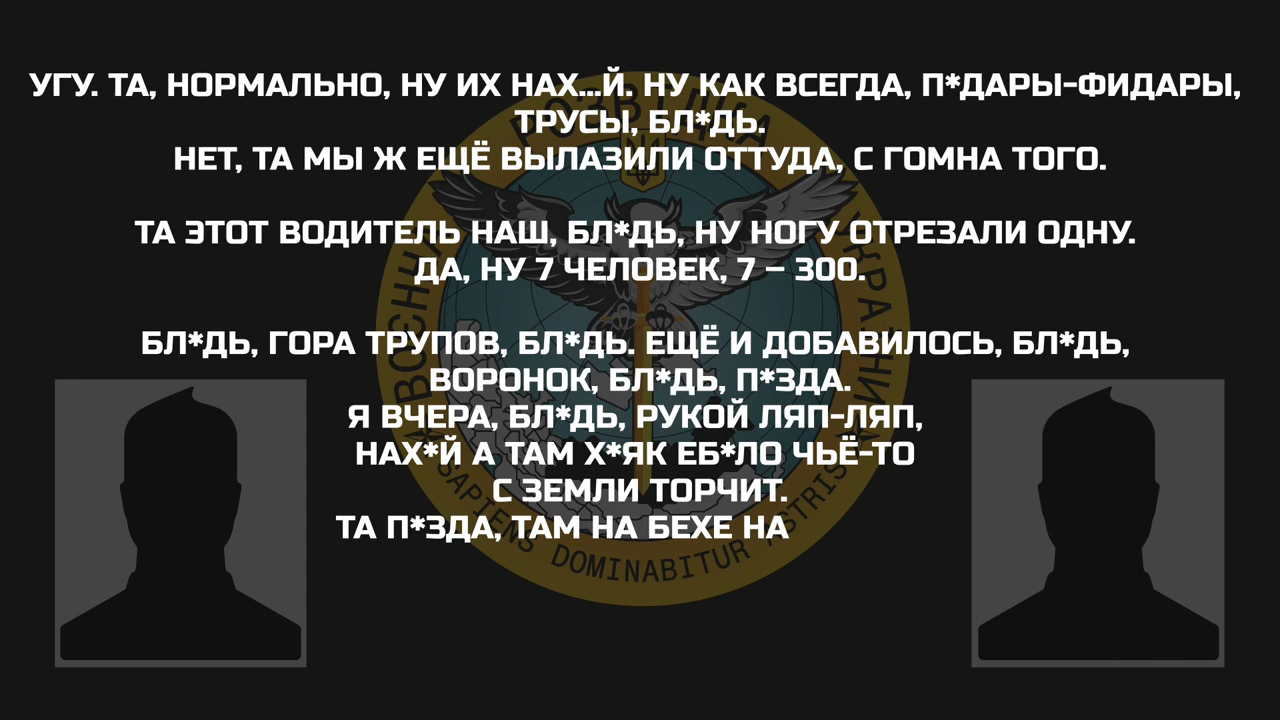 УГУ. ТА, НОРМАЛЬНО, НУ ИХ НАХ...Й. НУ КАК ВСЕГДА, П*ДАРЫ-ФИДАРЫ,
ТРУСЫ, БЛ*ДЬ.
НЕТ, ТА МЫ Ж ЕЩЁ ВЫЛАЗИЛИ ОТТУДА, С ГОМНА ТОГО.
ТА ЭТОТ ВОДИТЕЛЬ НАШ, БЛ*ДЬ, НУ НОГУ ОТРЕЗАЛИ ОДНУ.
ДА, НУ 7 ЧЕЛОВЕК, 7 – 300.
БЛ*ДЬ, ГОРА ТРУПОВ, БЛ*ДЬ. ЕЩЁ И ДОБАВИЛОСЬ, БЛ*ДЬ,
ВОРОНОК, БЛ*ДЬ, П*ЗДА.
Я ВЧЕРА, БЛ*ДЬ, РУКОЙ ЛЯП-ЛЯП,
НАХ*Й А ТАМ Х*ЯК ЕБ*ЛО ЧЬЁ-ТО
С ЗЕМЛИ ТОРЧИТ.
ТА П*ЗДА, ТАМ НА БЕХЕ НА
SAPIENS DOMINABITUR ASTRIS